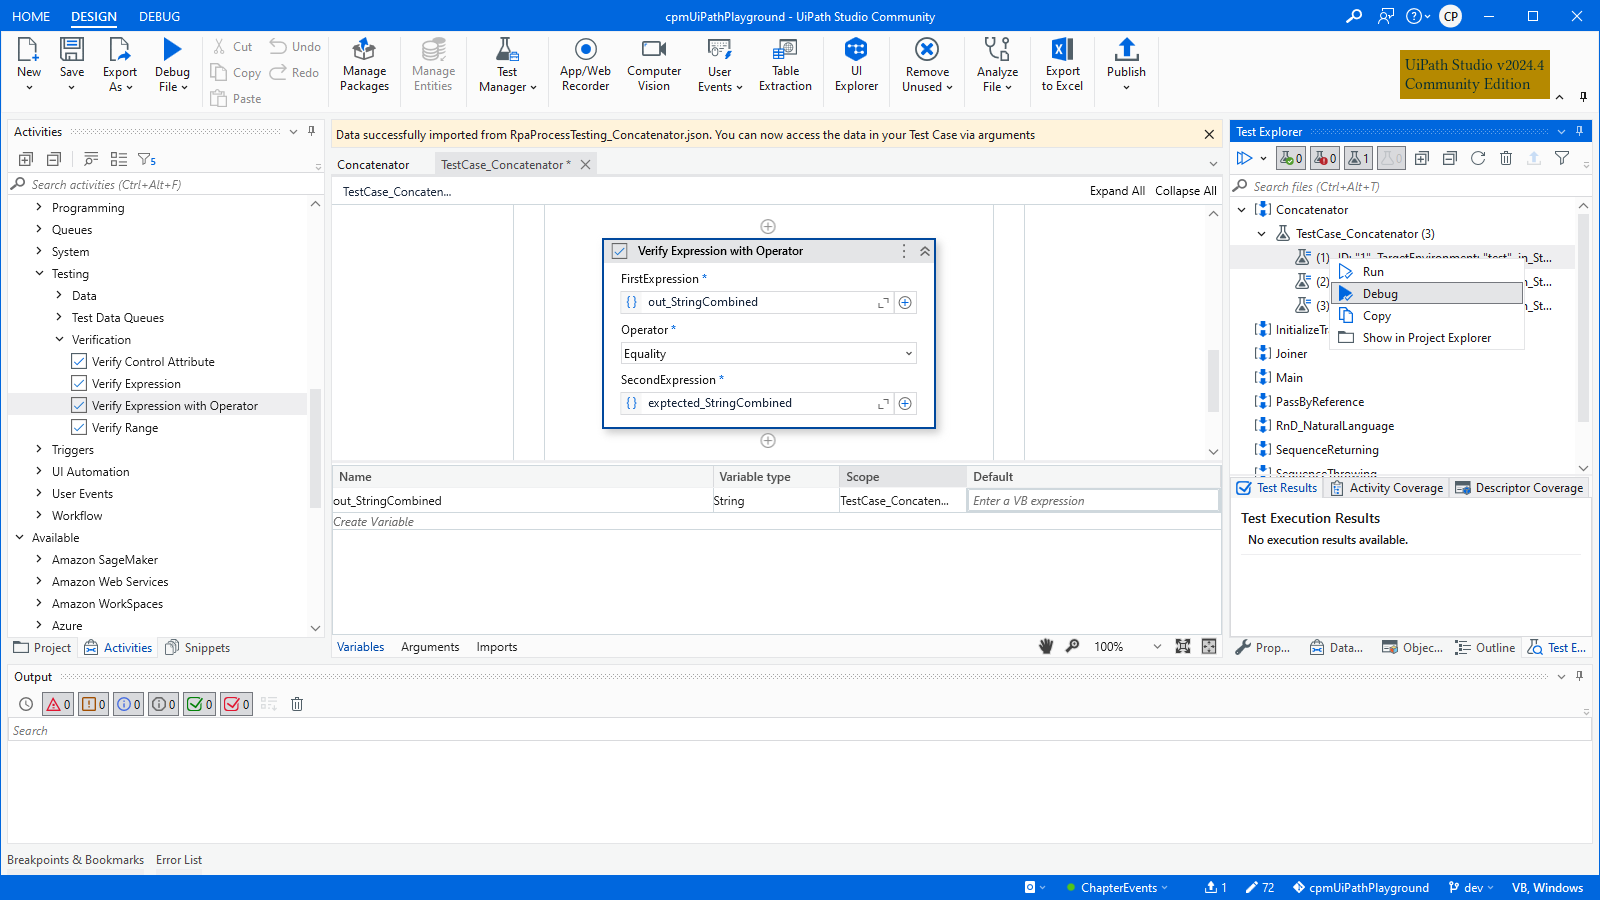 HOME DESIGN DEBUG
cpmUiPathPlayground - UiPath Studio Community
CP
New
Save
Export As
Debug File
Cut
Copy
Paste
Undo
Redo
Manage Packages
Manage Entities
Test Manager
App/Web Recorder
Computer Vision
User Events
Table Extraction
UI Explorer
Remove Unused
Analyze File
Export to Excel
Publish
UiPath Studio v2024.4
Community Edition
Activities
5
Search activities (Ctrl+Alt+F)
Programming
Queues
System
Testing
Data
Test Data Queues
Verification
Verify Control Attribute
Verify Expression
Verify Expression with Operator
Verify Range
Triggers
UI Automation
User Events
Workflow
Available
Amazon SageMaker
Amazon Web Services
Amazon WorkSpaces
Azure
Project Activities Snippets
Data successfully imported from RpaProcessTesting_Concatenator.json. You can now access the data in your Test Case via arguments
Concatenator TestCase_Concatenator *
TestCase_Concaten... Expand All Collapse All
Verify Expression with Operator
FirstExpression *
out_StringCombined
Operator *
Equality
SecondExpression *
exptected_StringCombined
Name Variable type Scope Default
out_StringCombined String TestCase_Concaten... Enter a VB expression
Create Variable
Variables Arguments Imports 100%
Test Explorer
0 0 1 0
Search files (Ctrl+Alt+T)
Concatenator
TestCase_Concatenator (3)
(1) ID: "1", TargetEnvironment: "test", in_St...
(2) n_St...
(3) n_St...
Run
Debug
Copy
Show in Project Explorer
InitializeTr
Joiner
Main
PassByReference
RnD_NaturalLanguage
SequenceReturning
SequenceThrowing
Test Results Activity Coverage Descriptor Coverage
Test Execution Results
No execution results available.
Prop... Data... Objec... Outline Test E...
Output
0 0 0 0 0 0
Search
Breakpoints & Bookmarks Error List
ChapterEvents 1 72 cpmUiPathPlayground dev VB, Windows